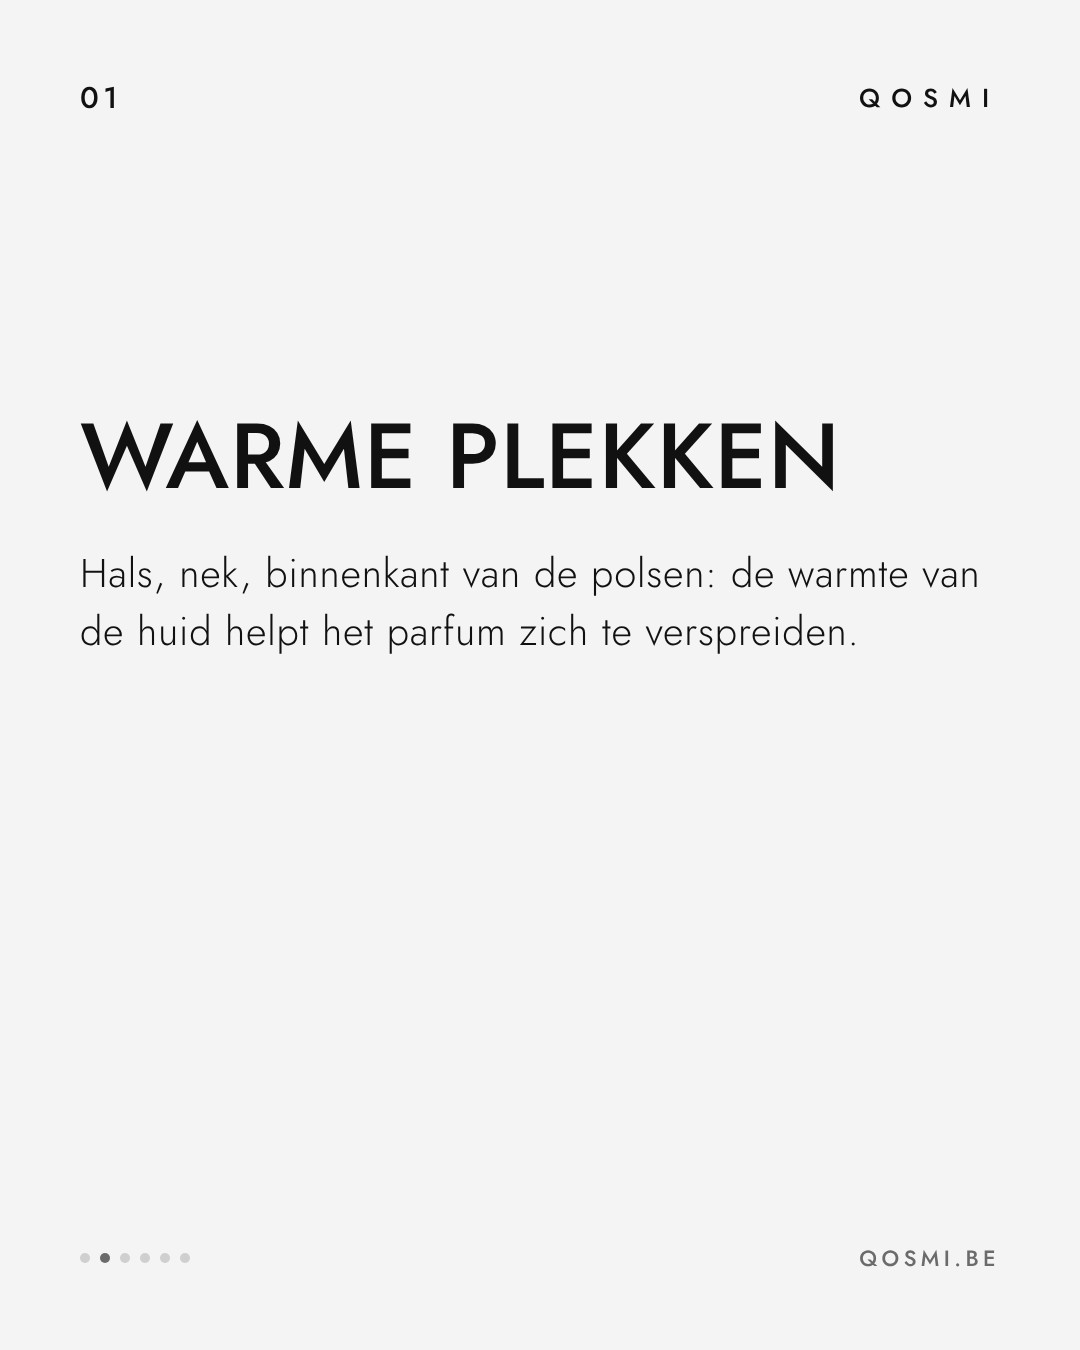 01
QOSMI
WARME PLEKKEN
Hals, nek, binnenkant van de polsen: de warmte van
de huid helpt het parfum zich te verspreiden.
QOSMI.BE